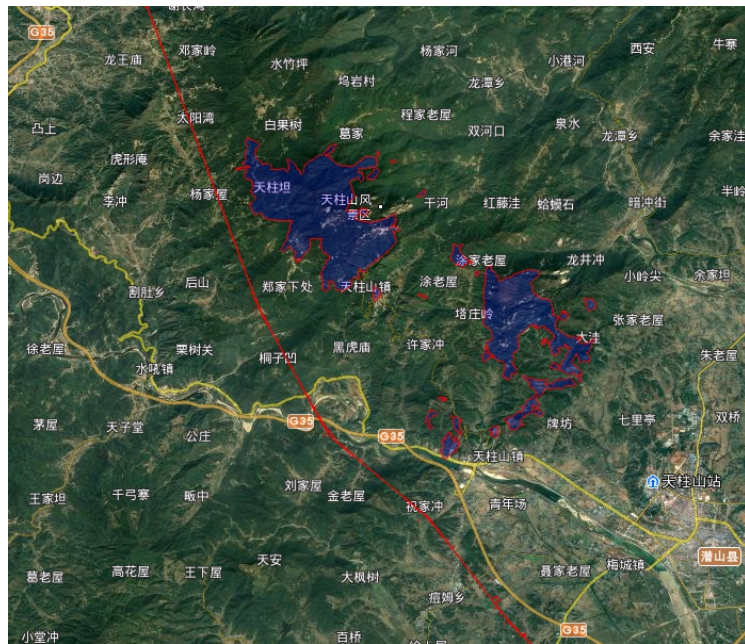 G35
邓家岭
龙王庙
水竹坪
坞岩村
杨家河
龙潭乡
小港河
西安
牛寨
凸上
太阳湾
白果树
葛家
程家老屋
双河口
泉水
龙潭乡
余家洼
虎形庵
岗边
李冲
杨家屋
天柱坦
天柱山风
景区
干河
红藤洼
蛤蟆石
暗冲街
半岭
割肚乡
后山
郑家下处
天柱山镇
涂老屋
涂家老屋
龙井冲
小岭尖
余家坦
塔庄岭
张家老屋
大洼
徐老屋
水吼镇
栗树关
桐子凹
黑虎庙
许家冲
朱老屋
茅屋
天子堂
公庄
G35
G35
牌坊
七里亭
双桥
天柱山镇
天柱山站
王家坦
千弓寨
畈中
刘家屋
金老屋
祝家冲
青年场
潜山县
葛老屋
高花屋
王下屋
天安
大枫树
痘姆乡
聂家老屋
梅城镇
小堂冲
百桥
G35